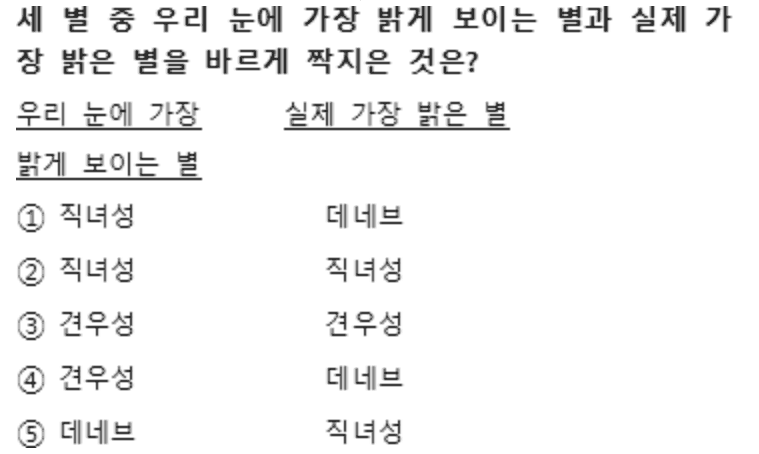 세 별 중 우리 눈에 가장 밝게 보이는 별과 실제 가
장 밝은 별을 바르게 짝지은 것은?
우리 눈에 가장 실제 가장 밝은 별
밝게 보이는 별
① 직녀성 데네브
② 직녀성 직녀성
③ 견우성 견우성
④ 견우성 데네브
⑤ 데네브 직녀성